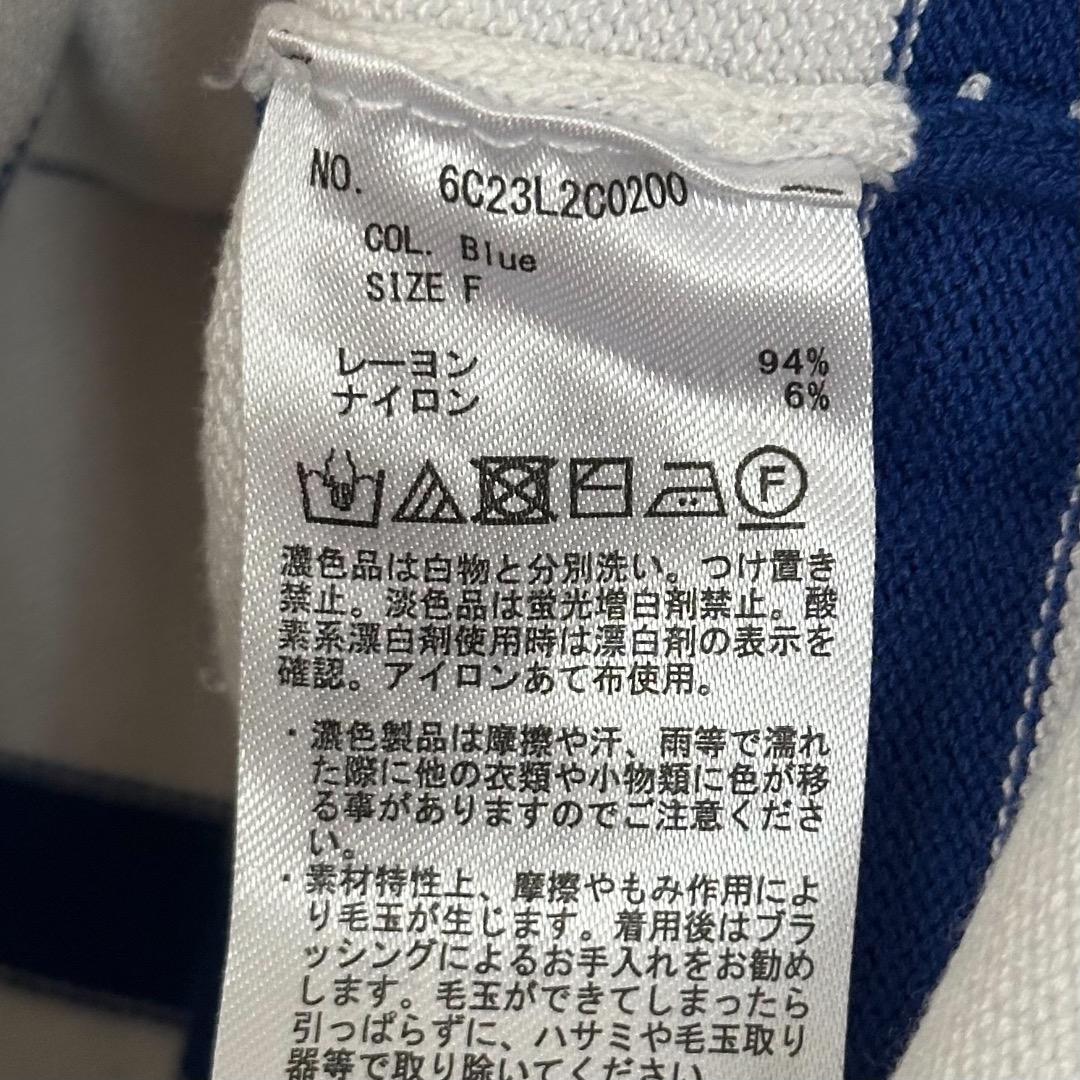 NO. 6C23L2C0200
COL. Blue
SIZE F
レーヨン 94%
ナイロン 6%
F
濃色品は白物と分別洗い。つけ置き
禁止。淡色品は蛍光増白剤禁止。酸
素系漂白剤使用時は漂白剤の表示を
確認。アイロンあて布使用。
・濃色製品は摩擦や汗、雨等で濡れ
た際に他の衣類や小物類に色が移
る事がありますのでご注意くださ
い。
・素材特性上、摩擦やもみ作用によ
り毛玉が生じます。着用後はブラ
ッシングによるお手入れをお勧め
します。毛玉ができてしまったら
引っぱらずに、ハサミや毛玉取り
器等で取り除いてください。